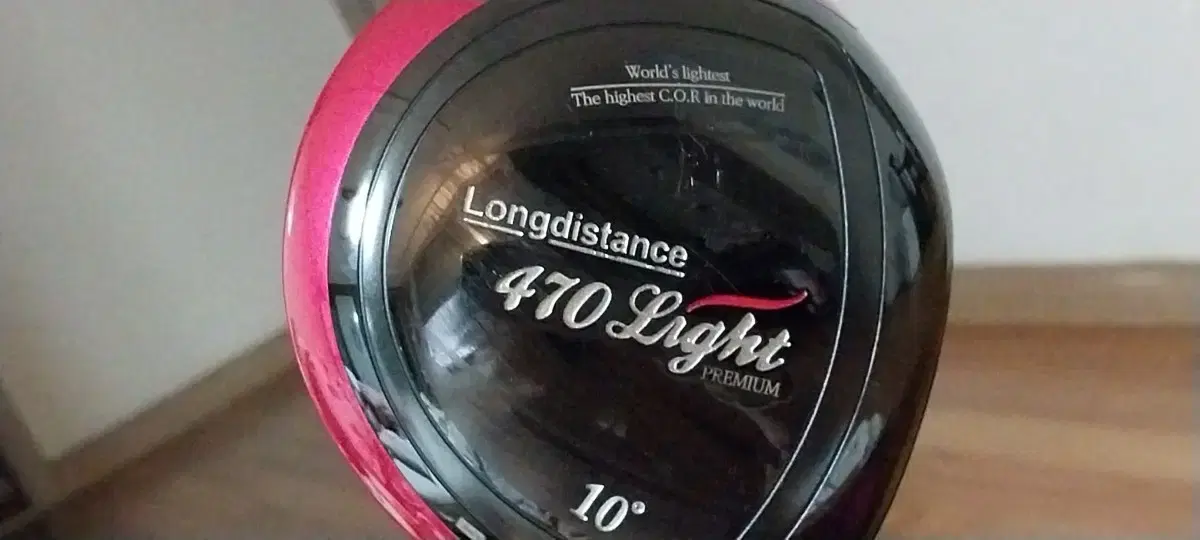 World's lightest
The highest C.O.R in the world
Longdistance
470 Light
PREMIUM
10°